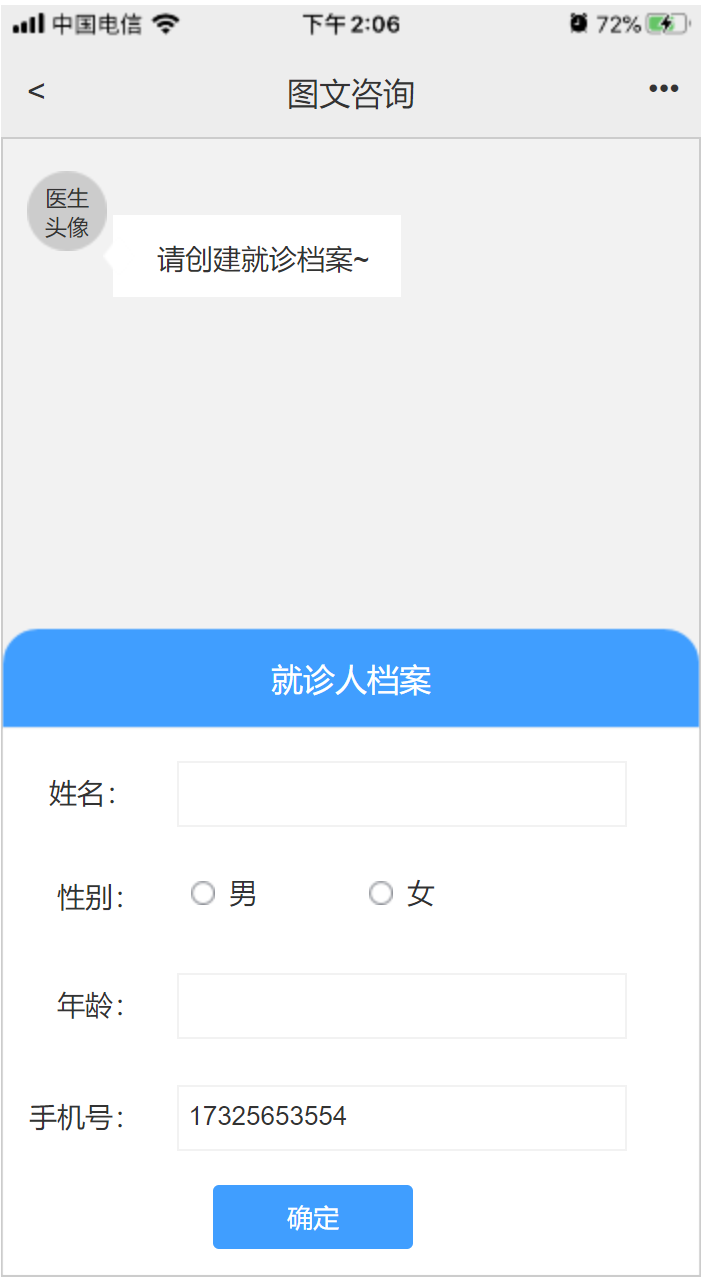 中国电信 下午2:06 72%
< 图文咨询 •••
医生
头像
请创建就诊档案~
就诊人档案
姓名：
性别： 男 女
年龄：
手机号： 17325653554
确定